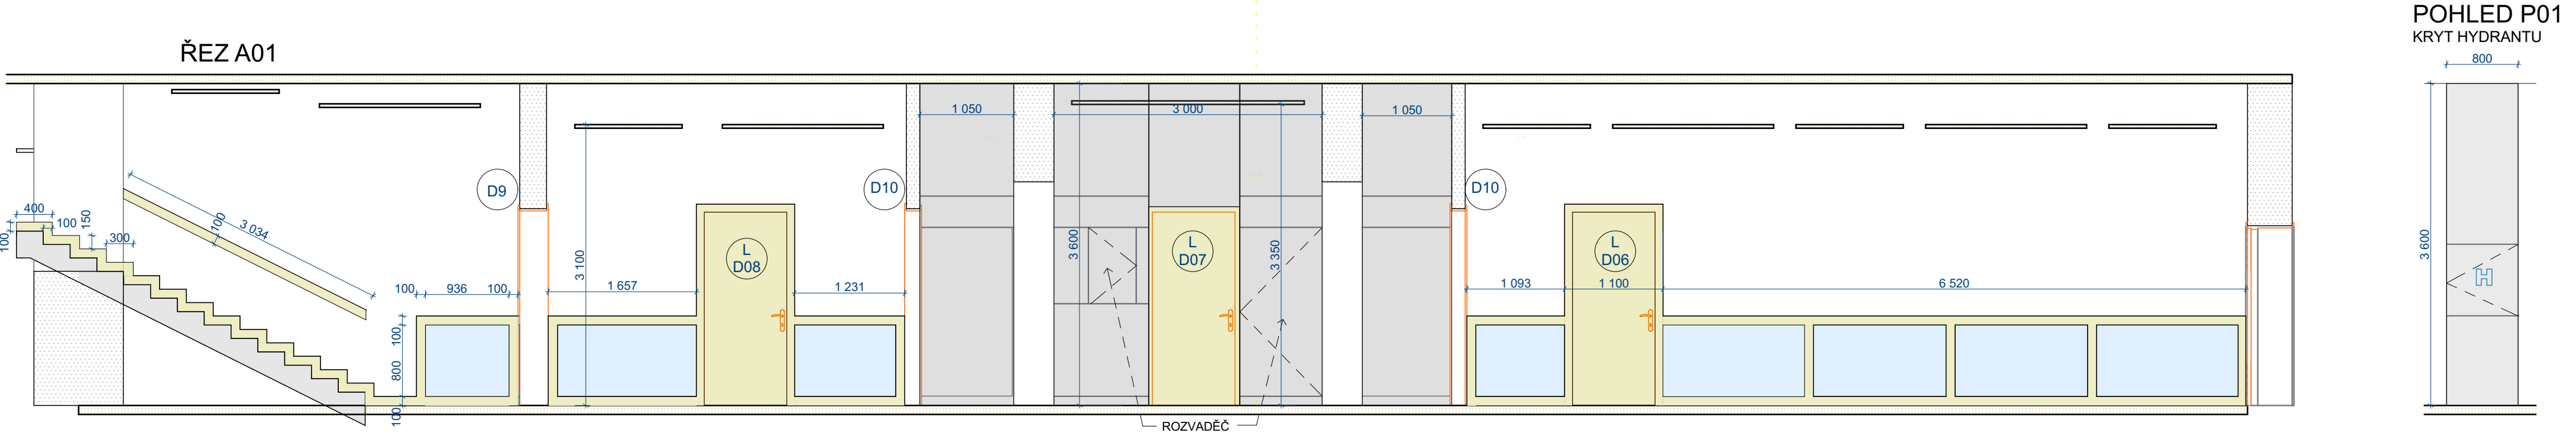 ŘEZ A01
POHLED P01
KRYT HYDRANTU
800
1 050
3 000
1 050
D9
D10
D10
400
100
150
100
300
100
3 034
3 100
3 600
3 350
3 600
L
D08
L
D07
L
D06
H
100
936
100
1 657
1 231
1 093
1 100
6 520
100
800
100
ROZVADĚČ